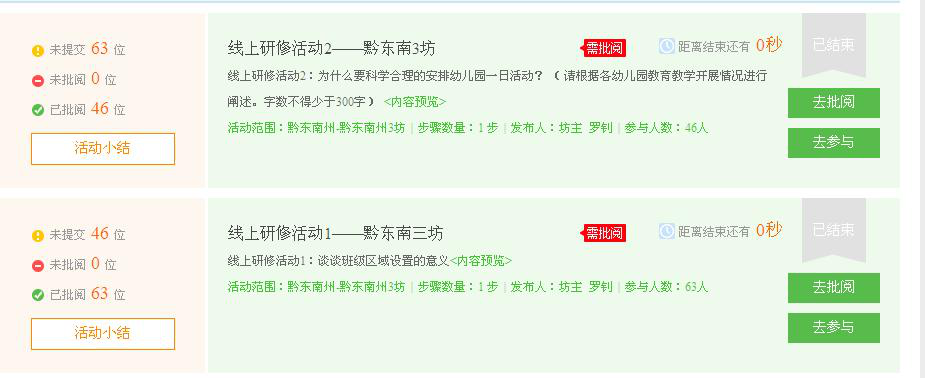 未提交 63 位
未批阅 0 位
已批阅 46 位
活动小结
线上研修活动2——黔东南3坊
需批阅
距离结束还有 0秒
已结束
线上研修活动2：为什么要科学合理的安排幼儿园一日活动？（请根据各幼儿园教育教学开展情况进行
阐述。字数不得少于300字）<内容预览>
活动范围：黔东南州-黔东南州3坊 | 步骤数量：1 步 | 发布人：坊主 罗钊 | 参与人数：46人
去批阅
去参与
未提交 46 位
未批阅 0 位
已批阅 63 位
活动小结
线上研修活动1——黔东南三坊
需批阅
距离结束还有 0秒
已结束
线上研修活动1：谈谈班级区域设置的意义<内容预览>
活动范围：黔东南州-黔东南州3坊 | 步骤数量：1 步 | 发布人：坊主 罗钊 | 参与人数：63人
去批阅
去参与